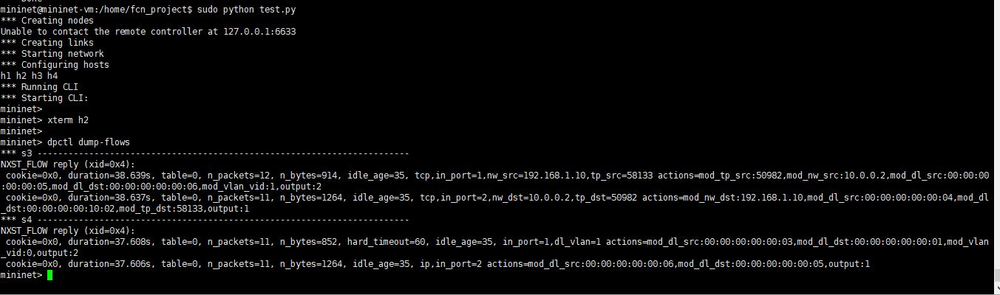 mininet@mininet-vm:/home/fcn_project$ sudo python test.py
*** Creating nodes
Unable to contact the remote controller at 127.0.0.1:6633
*** Creating links
*** Starting network
*** Configuring hosts
h1 h2 h3 h4
*** Running CLI
*** Starting CLI:
mininet>
mininet> xterm h2
mininet>
mininet> dpctl dump-flows
*** s3 ------------------------------------------------------------------------
NXST_FLOW reply (xid=0x4):
 cookie=0x0, duration=38.639s, table=0, n_packets=12, n_bytes=914, idle_age=35, tcp,in_port=1,nw_src=192.168.1.10,tp_src=58133 actions=mod_tp_src:50982,mod_nw_src:10.0.0.2,mod_dl_src:00:00:00
:00:00:05,mod_dl_dst:00:00:00:00:00:06,mod_vlan_vid:1,output:2
 cookie=0x0, duration=38.637s, table=0, n_packets=11, n_bytes=1264, idle_age=35, tcp,in_port=2,nw_dst=10.0.0.2,tp_dst=50982 actions=mod_nw_dst:192.168.1.10,mod_dl_src:00:00:00:00:00:04,mod_dl
_dst:00:00:00:00:10:02,mod_tp_dst:58133,output:1
*** s4 ------------------------------------------------------------------------
NXST_FLOW reply (xid=0x4):
 cookie=0x0, duration=37.608s, table=0, n_packets=11, n_bytes=852, hard_timeout=60, idle_age=35, in_port=1,dl_vlan=1 actions=mod_dl_src:00:00:00:00:00:03,mod_dl_dst:00:00:00:00:00:01,mod_vlan
_vid:0,output:2
 cookie=0x0, duration=37.606s, table=0, n_packets=11, n_bytes=1264, idle_age=35, ip,in_port=2 actions=mod_dl_src:00:00:00:00:00:06,mod_dl_dst:00:00:00:00:00:05,output:1
mininet>